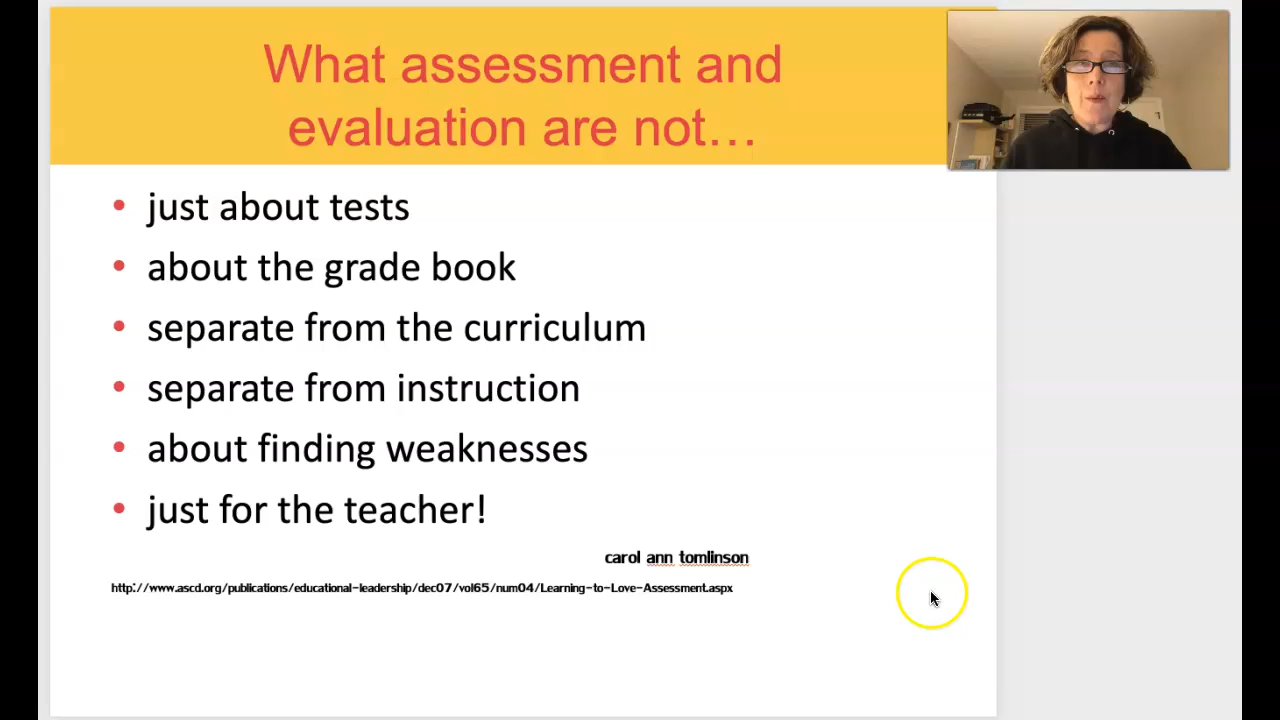 What assessment and
evaluation are not…
• just about tests
• about the grade book
• separate from the curriculum
• separate from instruction
• about finding weaknesses
• just for the teacher!
carol ann tomlinson
http://www.ascd.org/publications/educational-leadership/dec07/vol65/num04/Learning-to-Love-Assessment.aspx